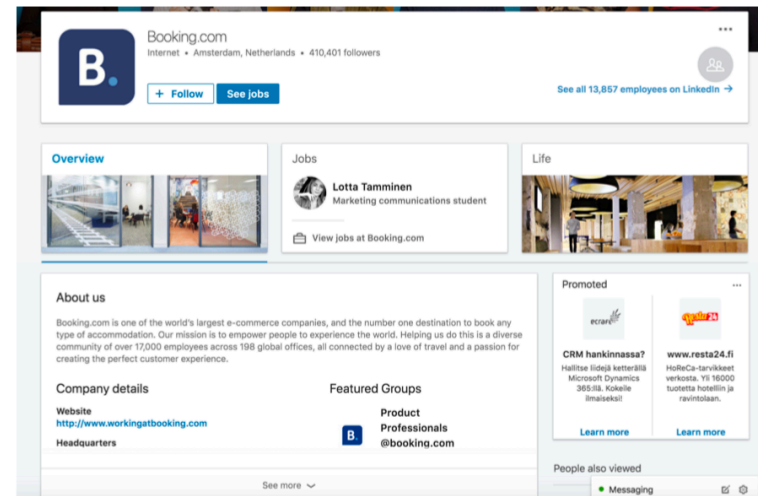 Booking.com
Internet • Amsterdam, Netherlands • 410,401 followers
B.
+ Follow
See jobs
See all 13,857 employees on LinkedIn →
Overview
Jobs
Lotta Tamminen
Marketing communications student
View jobs at Booking.com
Life
About us
Booking.com is one of the world's largest e-commerce companies, and the number one destination to book any
type of accommodation. Our mission is to empower people to experience the world. Helping us do this is a diverse
community of over 17,000 employees across 198 global offices, all connected by a love of travel and a passion for
creating the perfect customer experience.
Company details
Website
http://www.workingatbooking.com
Headquarters
Featured Groups
B.
Product
Professionals
@booking.com
See more
Promoted
ecraft
CRM hankinnassa?
Hallitse liidejä ketterällä
Microsoft Dynamics
365:llä. Kokeile
ilmaiseksi!
Learn more
Resta 24
www.resta24.fi
HoReCa-tarvikkeet
verkosta. Yli 16000
tuotetta hotelliin ja
ravintolaan.
Learn more
People also viewed
Messaging